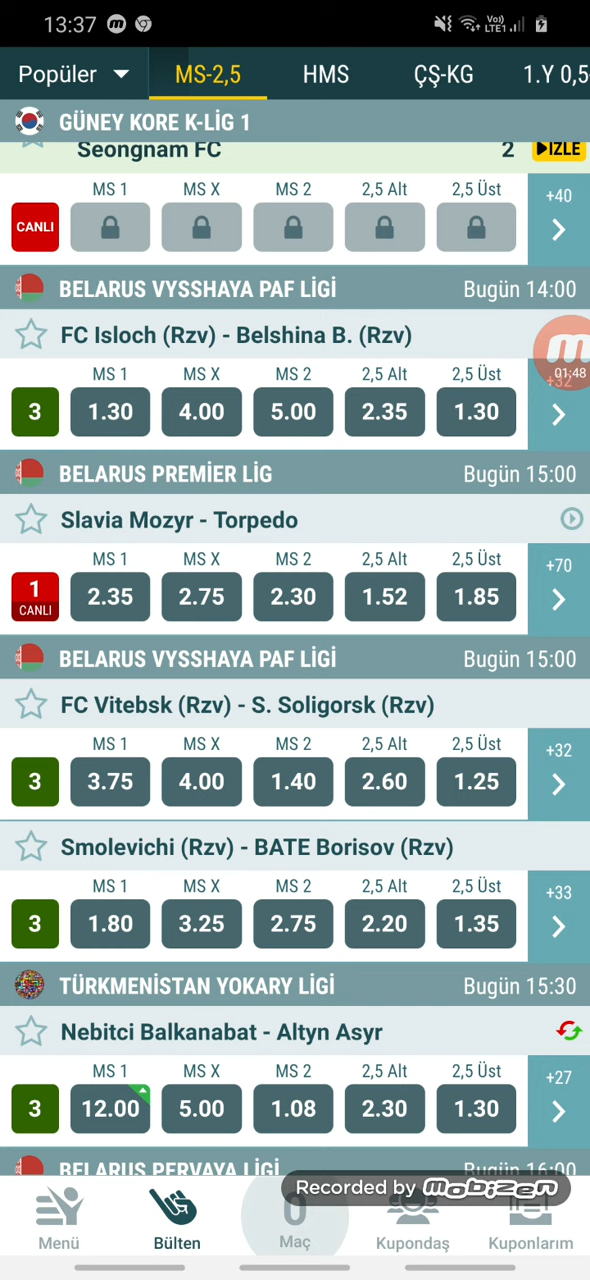 13:37
Vo))
LTE1
Popüler MS-2,5 HMS ÇŞ-KG 1.Y 0,5-
GÜNEY KORE K-LİG 1
Seongnam FC 2 İZLE
MS 1 MS X MS 2 2,5 Alt 2,5 Üst +40
CANLI
BELARUS VYSSHAYA PAF LİGİ Bugün 14:00
FC Isloch (Rzv) - Belshina B. (Rzv)
01:48
MS 1 MS X MS 2 2,5 Alt 2,5 Üst +32
3 1.30 4.00 5.00 2.35 1.30
BELARUS PREMİER LİG Bugün 15:00
Slavia Mozyr - Torpedo
MS 1 MS X MS 2 2,5 Alt 2,5 Üst +70
1 CANLI 2.35 2.75 2.30 1.52 1.85
BELARUS VYSSHAYA PAF LİGİ Bugün 15:00
FC Vitebsk (Rzv) - S. Soligorsk (Rzv)
MS 1 MS X MS 2 2,5 Alt 2,5 Üst +32
3 3.75 4.00 1.40 2.60 1.25
Smolevichi (Rzv) - BATE Borisov (Rzv)
MS 1 MS X MS 2 2,5 Alt 2,5 Üst +33
3 1.80 3.25 2.75 2.20 1.35
TÜRKMENİSTAN YOKARY LİGİ Bugün 15:30
Nebitci Balkanabat - Altyn Asyr
MS 1 MS X MS 2 2,5 Alt 2,5 Üst +27
3 12.00 5.00 1.08 2.30 1.30
BELARUS PERVAYA LİGİ Bugün 16:00
Recorded by Mobizen
0
Menü Bülten Maç Kupondaş Kuponlarım